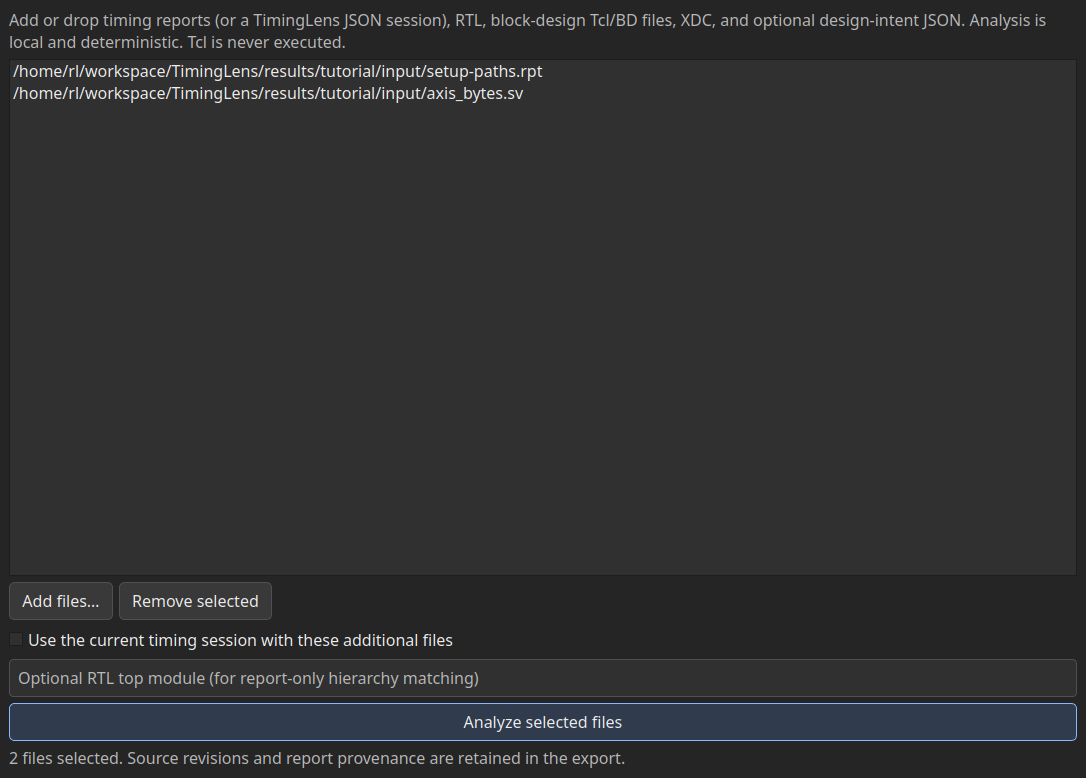 Add or drop timing reports (or a TimingLens JSON session), RTL, block-design Tcl/BD files, XDC, and optional design-intent JSON. Analysis is
local and deterministic. Tcl is never executed.
/home/rl/workspace/TimingLens/results/tutorial/input/setup-paths.rpt
/home/rl/workspace/TimingLens/results/tutorial/input/axis_bytes.sv
Add files...
Remove selected
Use the current timing session with these additional files
Optional RTL top module (for report-only hierarchy matching)
Analyze selected files
2 files selected. Source revisions and report provenance are retained in the export.